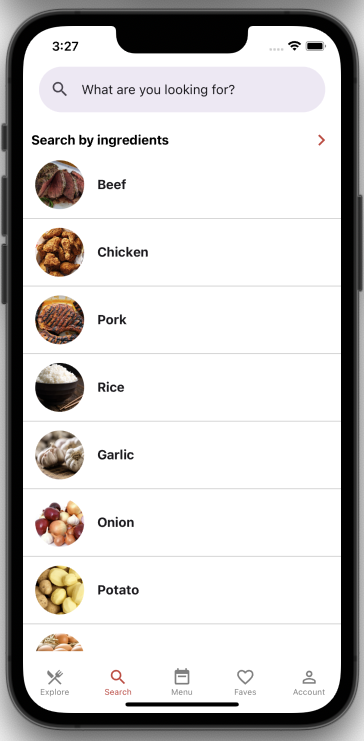 3:27
What are you looking for?
Search by ingredients
Beef
Chicken
Pork
Rice
Garlic
Onion
Potato
Explore Search Menu Faves Account